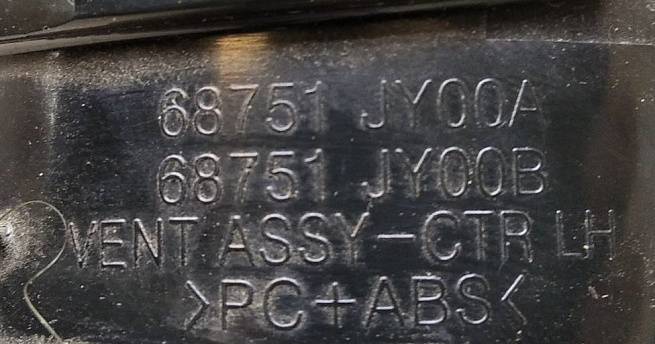 68751 JY00A
68751 JY00B
VENT ASSY-CTR LH
>PC+ABS<